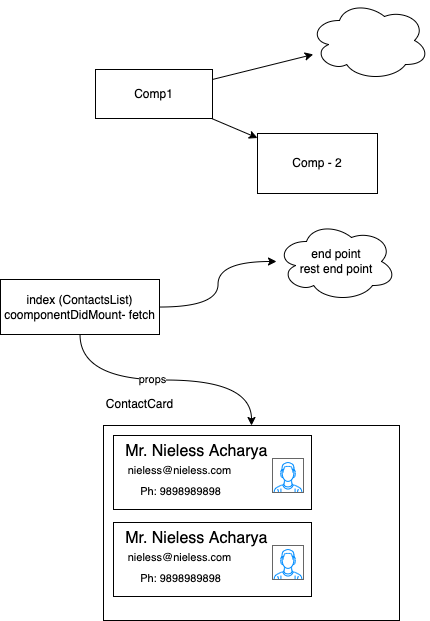 Comp1
Comp - 2
end point
rest end point
index (ContactsList)
coomponentDidMount- fetch
props
ContactCard
Mr. Nieless Acharya
nieless@nieless.com
Ph: 9898989898
Mr. Nieless Acharya
nieless@nieless.com
Ph: 9898989898